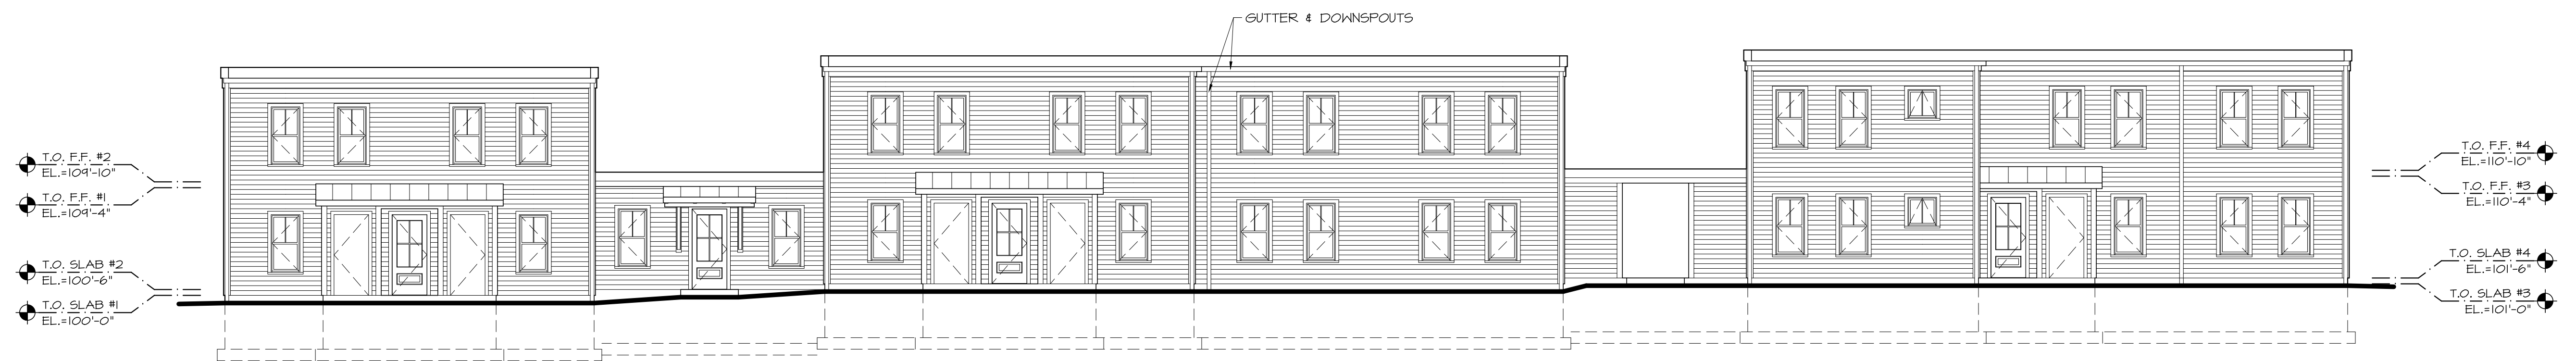 GUTTER & DOWNSPOUTS
T.O. F.F. #2
EL.=109'-10"
T.O. F.F. #1
EL.=109'-4"
T.O. SLAB #2
EL.=100'-6"
T.O. SLAB #1
EL.=100'-0"
T.O. F.F. #4
EL.=110'-10"
T.O. F.F. #3
EL.=110'-4"
T.O. SLAB #4
EL.=101'-6"
T.O. SLAB #3
EL.=101'-0"